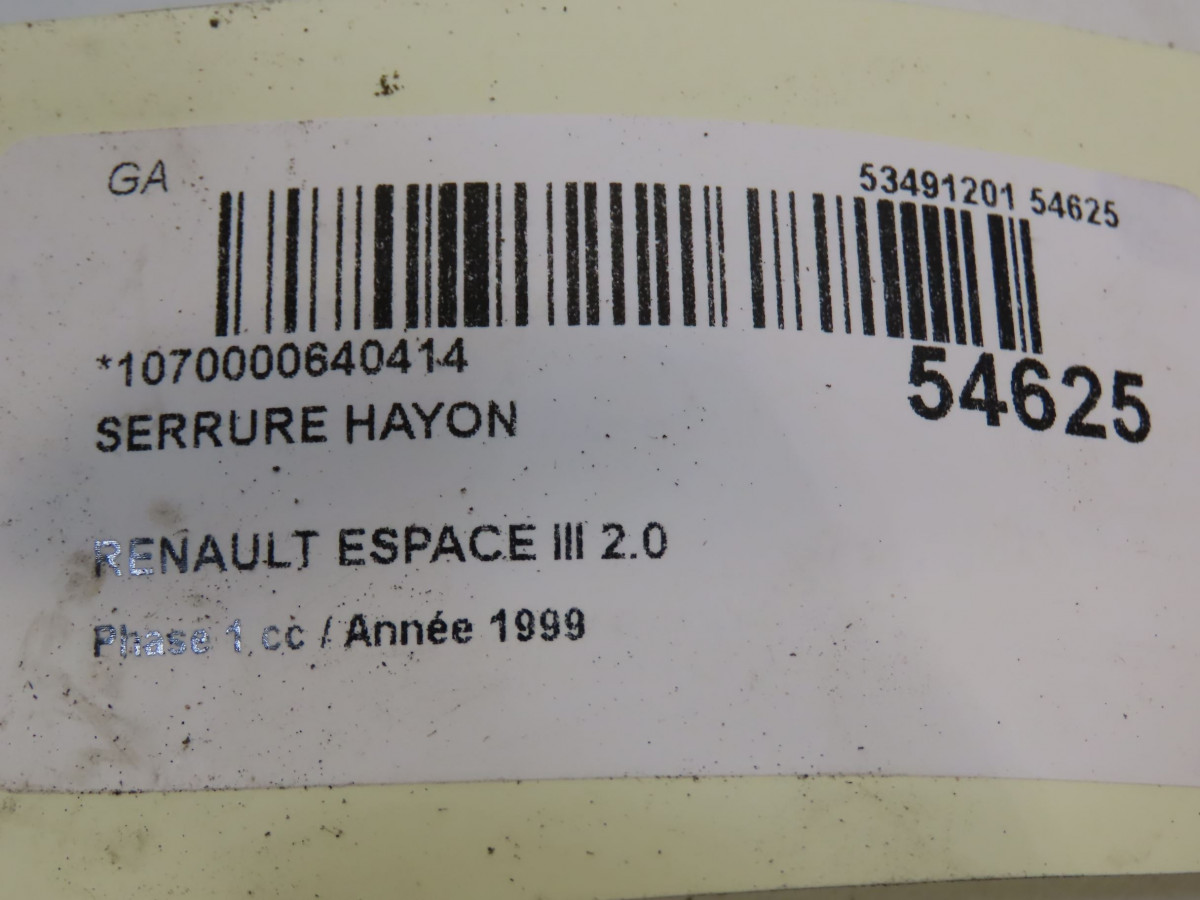 GA
53491201 54625
*1070000640414
54625
SERRURE HAYON
RENAULT ESPACE III 2.0
Phase 1 cc / Année 1999